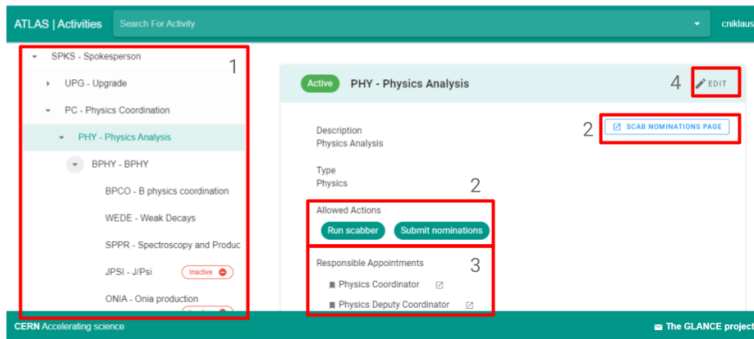 ATLAS | Activities
Search For Activity
cniklaus
SPKS - Spokesperson
1
UPG - Upgrade
PC - Physics Coordination
PHY - Physics Analysis
BPHY - BPHY
BPCO - B physics coordination
WEDE - Weak Decays
SPPR - Spectroscopy and Produc
JPSI - J/Psi
Inactive
ONIA - Onia production
Active
PHY - Physics Analysis
4
EDIT
2
SCAB NOMINATIONS PAGE
Description
Physics Analysis
Type
Physics
2
Allowed Actions
Run scabber
Submit nominations
Responsible Appointments
3
Physics Coordinator
Physics Deputy Coordinator
CERN Accelerating science
The GLANCE project